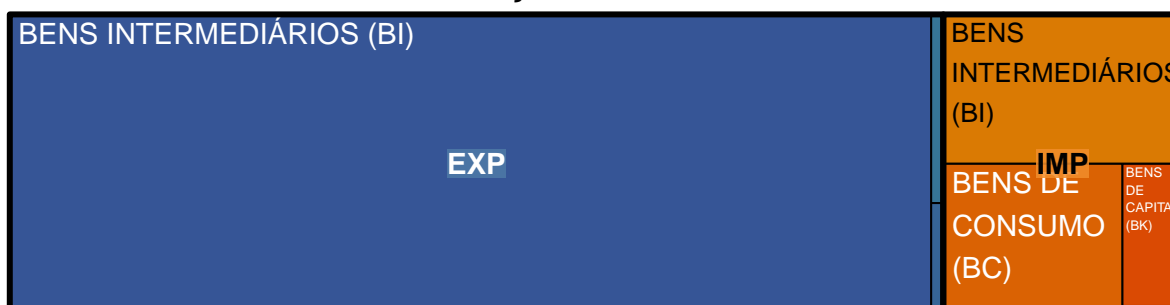 BENS INTERMEDIÁRIOS (BI)
EXP
BENS
INTERMEDIÁRIOS
(BI)
IMP
BENS DE
CONSUMO
(BC)
BENS
DE
CAPITA
(BK)